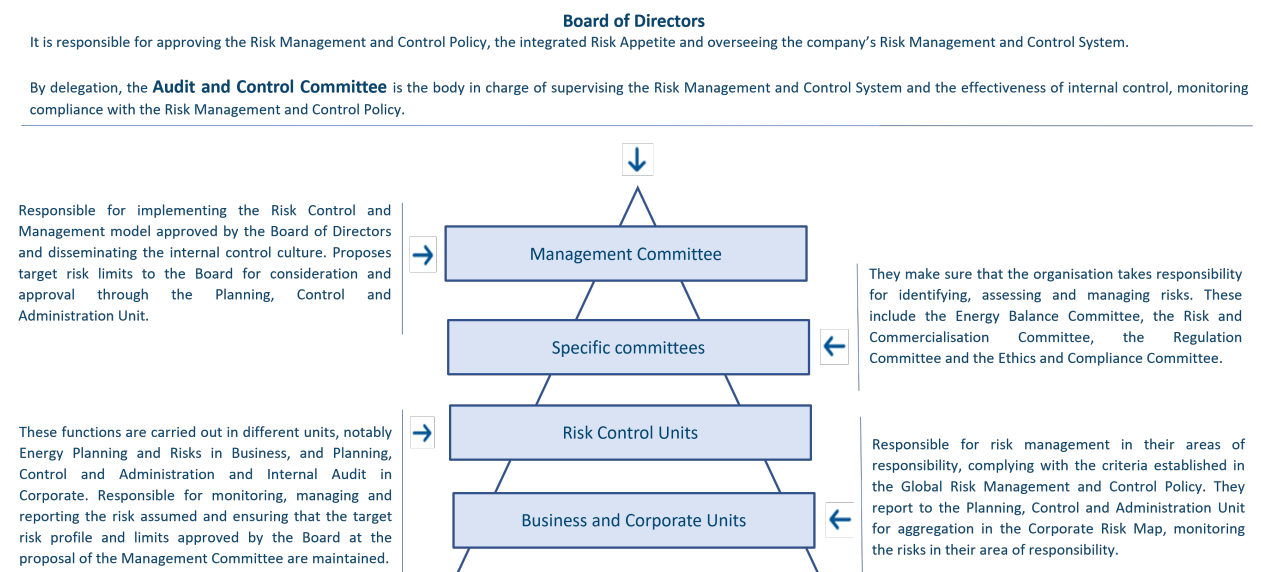 Board of Directors
It is responsible for approving the Risk Management and Control Policy, the integrated Risk Appetite and overseeing the company's Risk Management and Control System.
By delegation, the Audit and Control Committee is the body in charge of supervising the Risk Management and Control System and the effectiveness of internal control, monitoring
compliance with the Risk Management and Control Policy.
Responsible for implementing the Risk Control and
Management model approved by the Board of Directors
and disseminating the internal control culture. Proposes
target risk limits to the Board for consideration and
approval through the Planning, Control and
Administration Unit.
Management Committee
They make sure that the organisation takes responsibility
for identifying, assessing and managing risks. These
include the Energy Balance Committee, the Risk and
Commercialisation Committee, the Regulation
Committee and the Ethics and Compliance Committee.
Specific committees
These functions are carried out in different units, notably
Energy Planning and Risks in Business, and Planning,
Control and Administration and Internal Audit in
Corporate. Responsible for monitoring, managing and
reporting the risk assumed and ensuring that the target
risk profile and limits approved by the Board at the
proposal of the Management Committee are maintained.
Risk Control Units
Responsible for risk management in their areas of
responsibility, complying with the criteria established in
the Global Risk Management and Control Policy. They
report to the Planning, Control and Administration Unit
for aggregation in the Corporate Risk Map, monitoring
the risks in their area of responsibility.
Business and Corporate Units